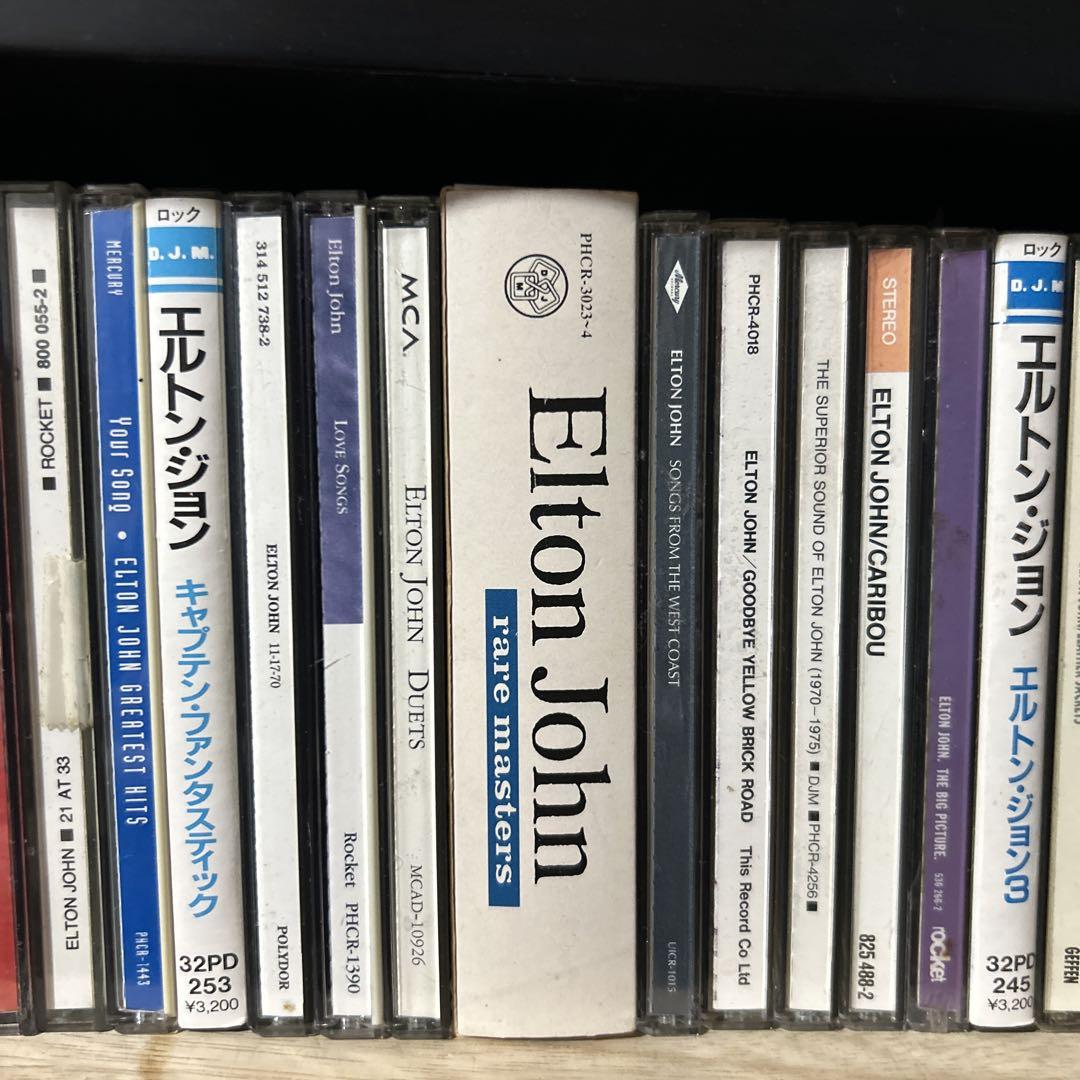 ELTON JOHN ■ 21 AT 33 ■ ROCKET ■ 800 055-2 ■
MERCURY
Your Song • ELTON JOHN GREATEST HITS
PHCR-1443
ロック
D.J.M.
エルトン・ジョン
キャプテン・ファンタスティック
32PD
253
¥3,200
314 512 738-2
ELTON JOHN 11-17-70
POLYDOR
Elton John
LOVE SONGS
Rocket PHCR-1390
MCA.
ELTON JOHN DUETS
MCAD-10926
DJM
PHCR-3023~4
Elton John
rare masters
Mercury
ELTON JOHN SONGS FROM THE WEST COAST
UICR-1015
PHCR-4018
ELTON JOHN/GOODBYE YELLOW BRICK ROAD
This Record Co Ltd
THE SUPERIOR SOUND OF ELTON JOHN (1970–1975) ■ DJM ■ PHCR-4256 ■
STEREO
ELTON JOHN/CARIBOU
825 488-2
ELTON JOHN. THE BIG PICTURE.
536 266-2
rocket
ロック
D.J.M
エルトン・ジョン
エルトン・ジョン3
32PD
245
¥3,200
GEFFEN